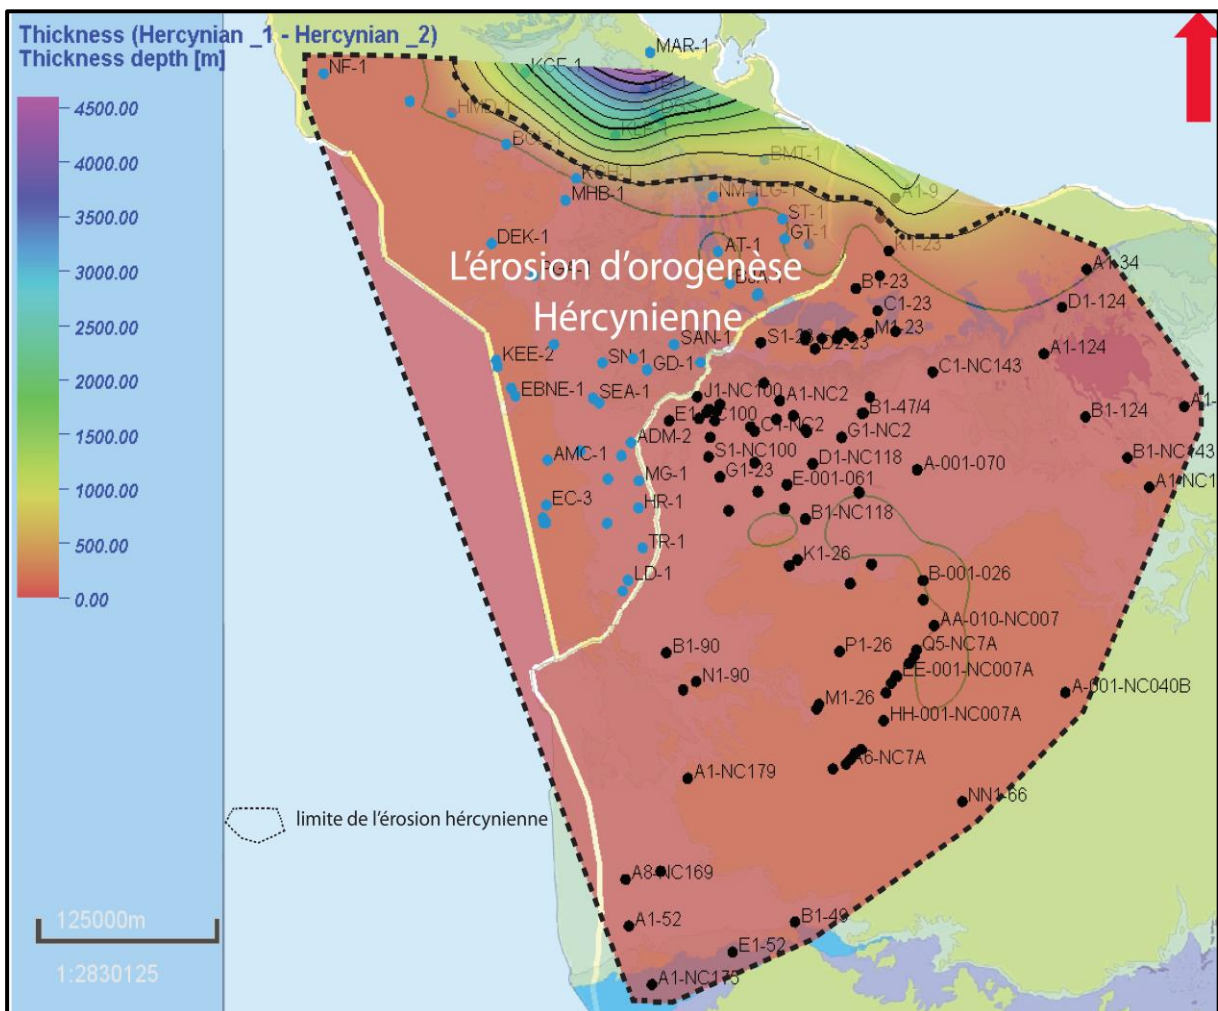 Thickness (Hercynian _1 - Hercynian _2)
Thickness depth [m]
4500.00
4000.00
3500.00
3000.00
2500.00
2000.00
1500.00
1000.00
500.00
0.00
MAR-1
NF-1
HMD-1
KLF-1
BMT-1
A1-9
MHB-1
ST-1
GT-1
K1-23
DEK-1
AT-1
L'érosion d'orogenèse
Hércynienne
B1-23
A1-34
C1-23
D1-124
M1-23
SAN-1
D2-23
KEE-2
SN-1
GD-1
A1-124
C1-NC143
EBNE-1
SEA-1
J1-NC100
A1-NC2
B1-47/4
B1-124
C1-NC2
G1-NC2
ADM-2
AMC-1
S1-NC100
D1-NC118
A-001-070
B1-NC143
MG-1
G1-23
E-001-061
A1-NC1
EC-3
HR-1
B1-NC118
TR-1
K1-26
LD-1
B-001-026
AA-010-NC007
B1-90
P1-26
Q5-NC7A
EE-001-NC007A
N1-90
M1-26
A-001-NC040B
HH-001-NC007A
A1-NC179
A6-NC7A
NN1-66
limite de l'érosion hércynienne
A8-NC169
125000m
A1-52
B1-49
E1-52
1:2830125
A1-NC175